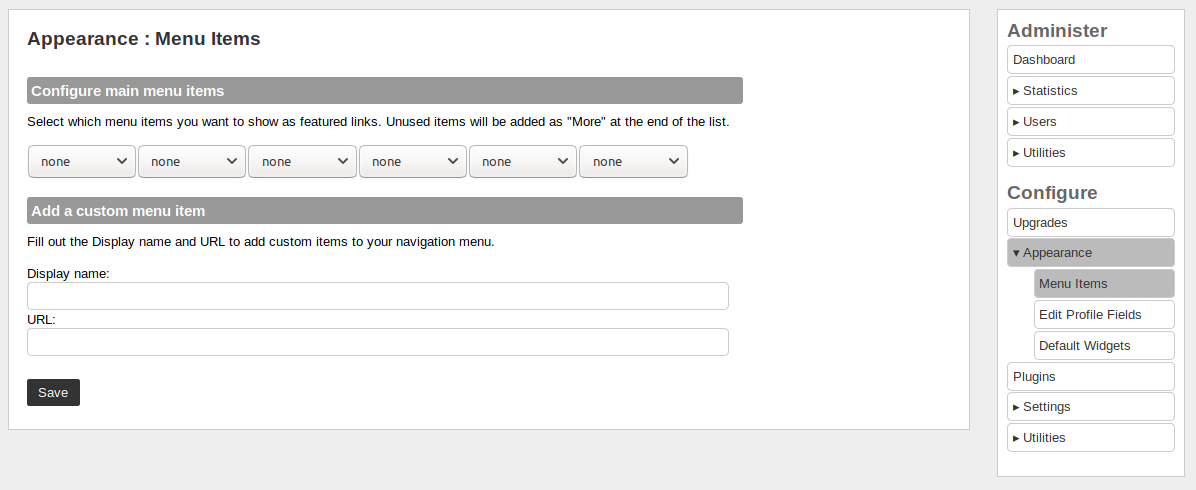 Appearance : Menu Items
Configure main menu items
Select which menu items you want to show as featured links. Unused items will be added as "More" at the end of the list.
none none none none none none
Add a custom menu item
Fill out the Display name and URL to add custom items to your navigation menu.
Display name:
URL:
Save
Administer
Dashboard
▸ Statistics
▸ Users
▸ Utilities
Configure
Upgrades
▾ Appearance
Menu Items
Edit Profile Fields
Default Widgets
Plugins
▸ Settings
▸ Utilities